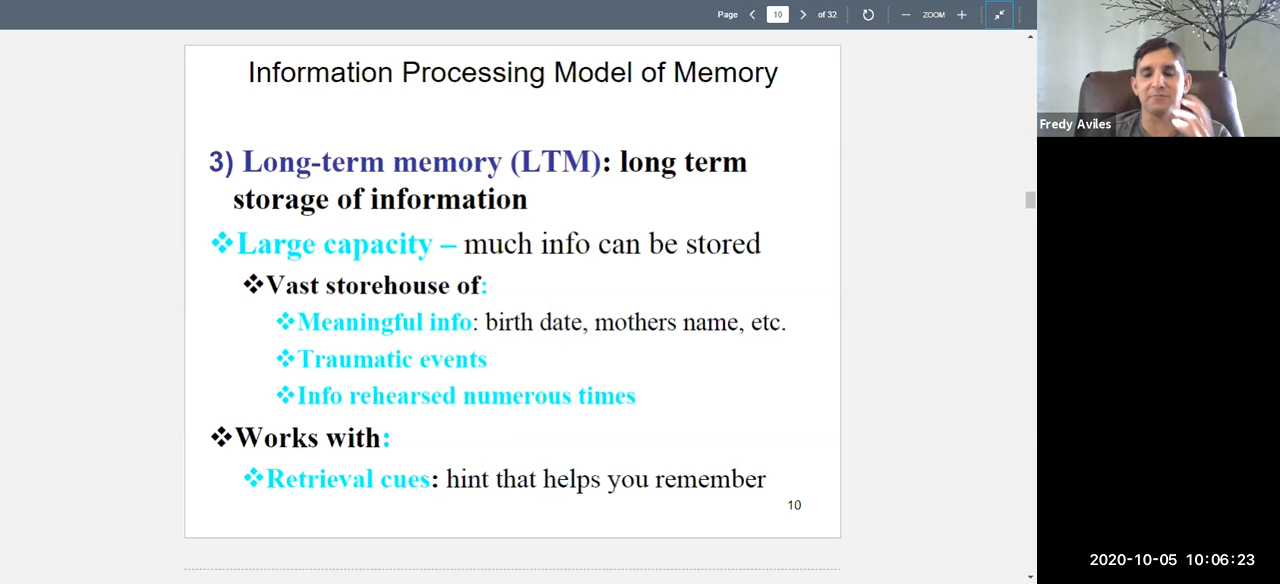 Page 10 of 32 ZOOM
Information Processing Model of Memory
3) Long-term memory (LTM): long term
storage of information
❖Large capacity – much info can be stored
❖Vast storehouse of:
❖Meaningful info: birth date, mothers name, etc.
❖Traumatic events
❖Info rehearsed numerous times
❖Works with:
❖Retrieval cues: hint that helps you remember
10
Fredy Aviles
2020-10-05 10:06:23